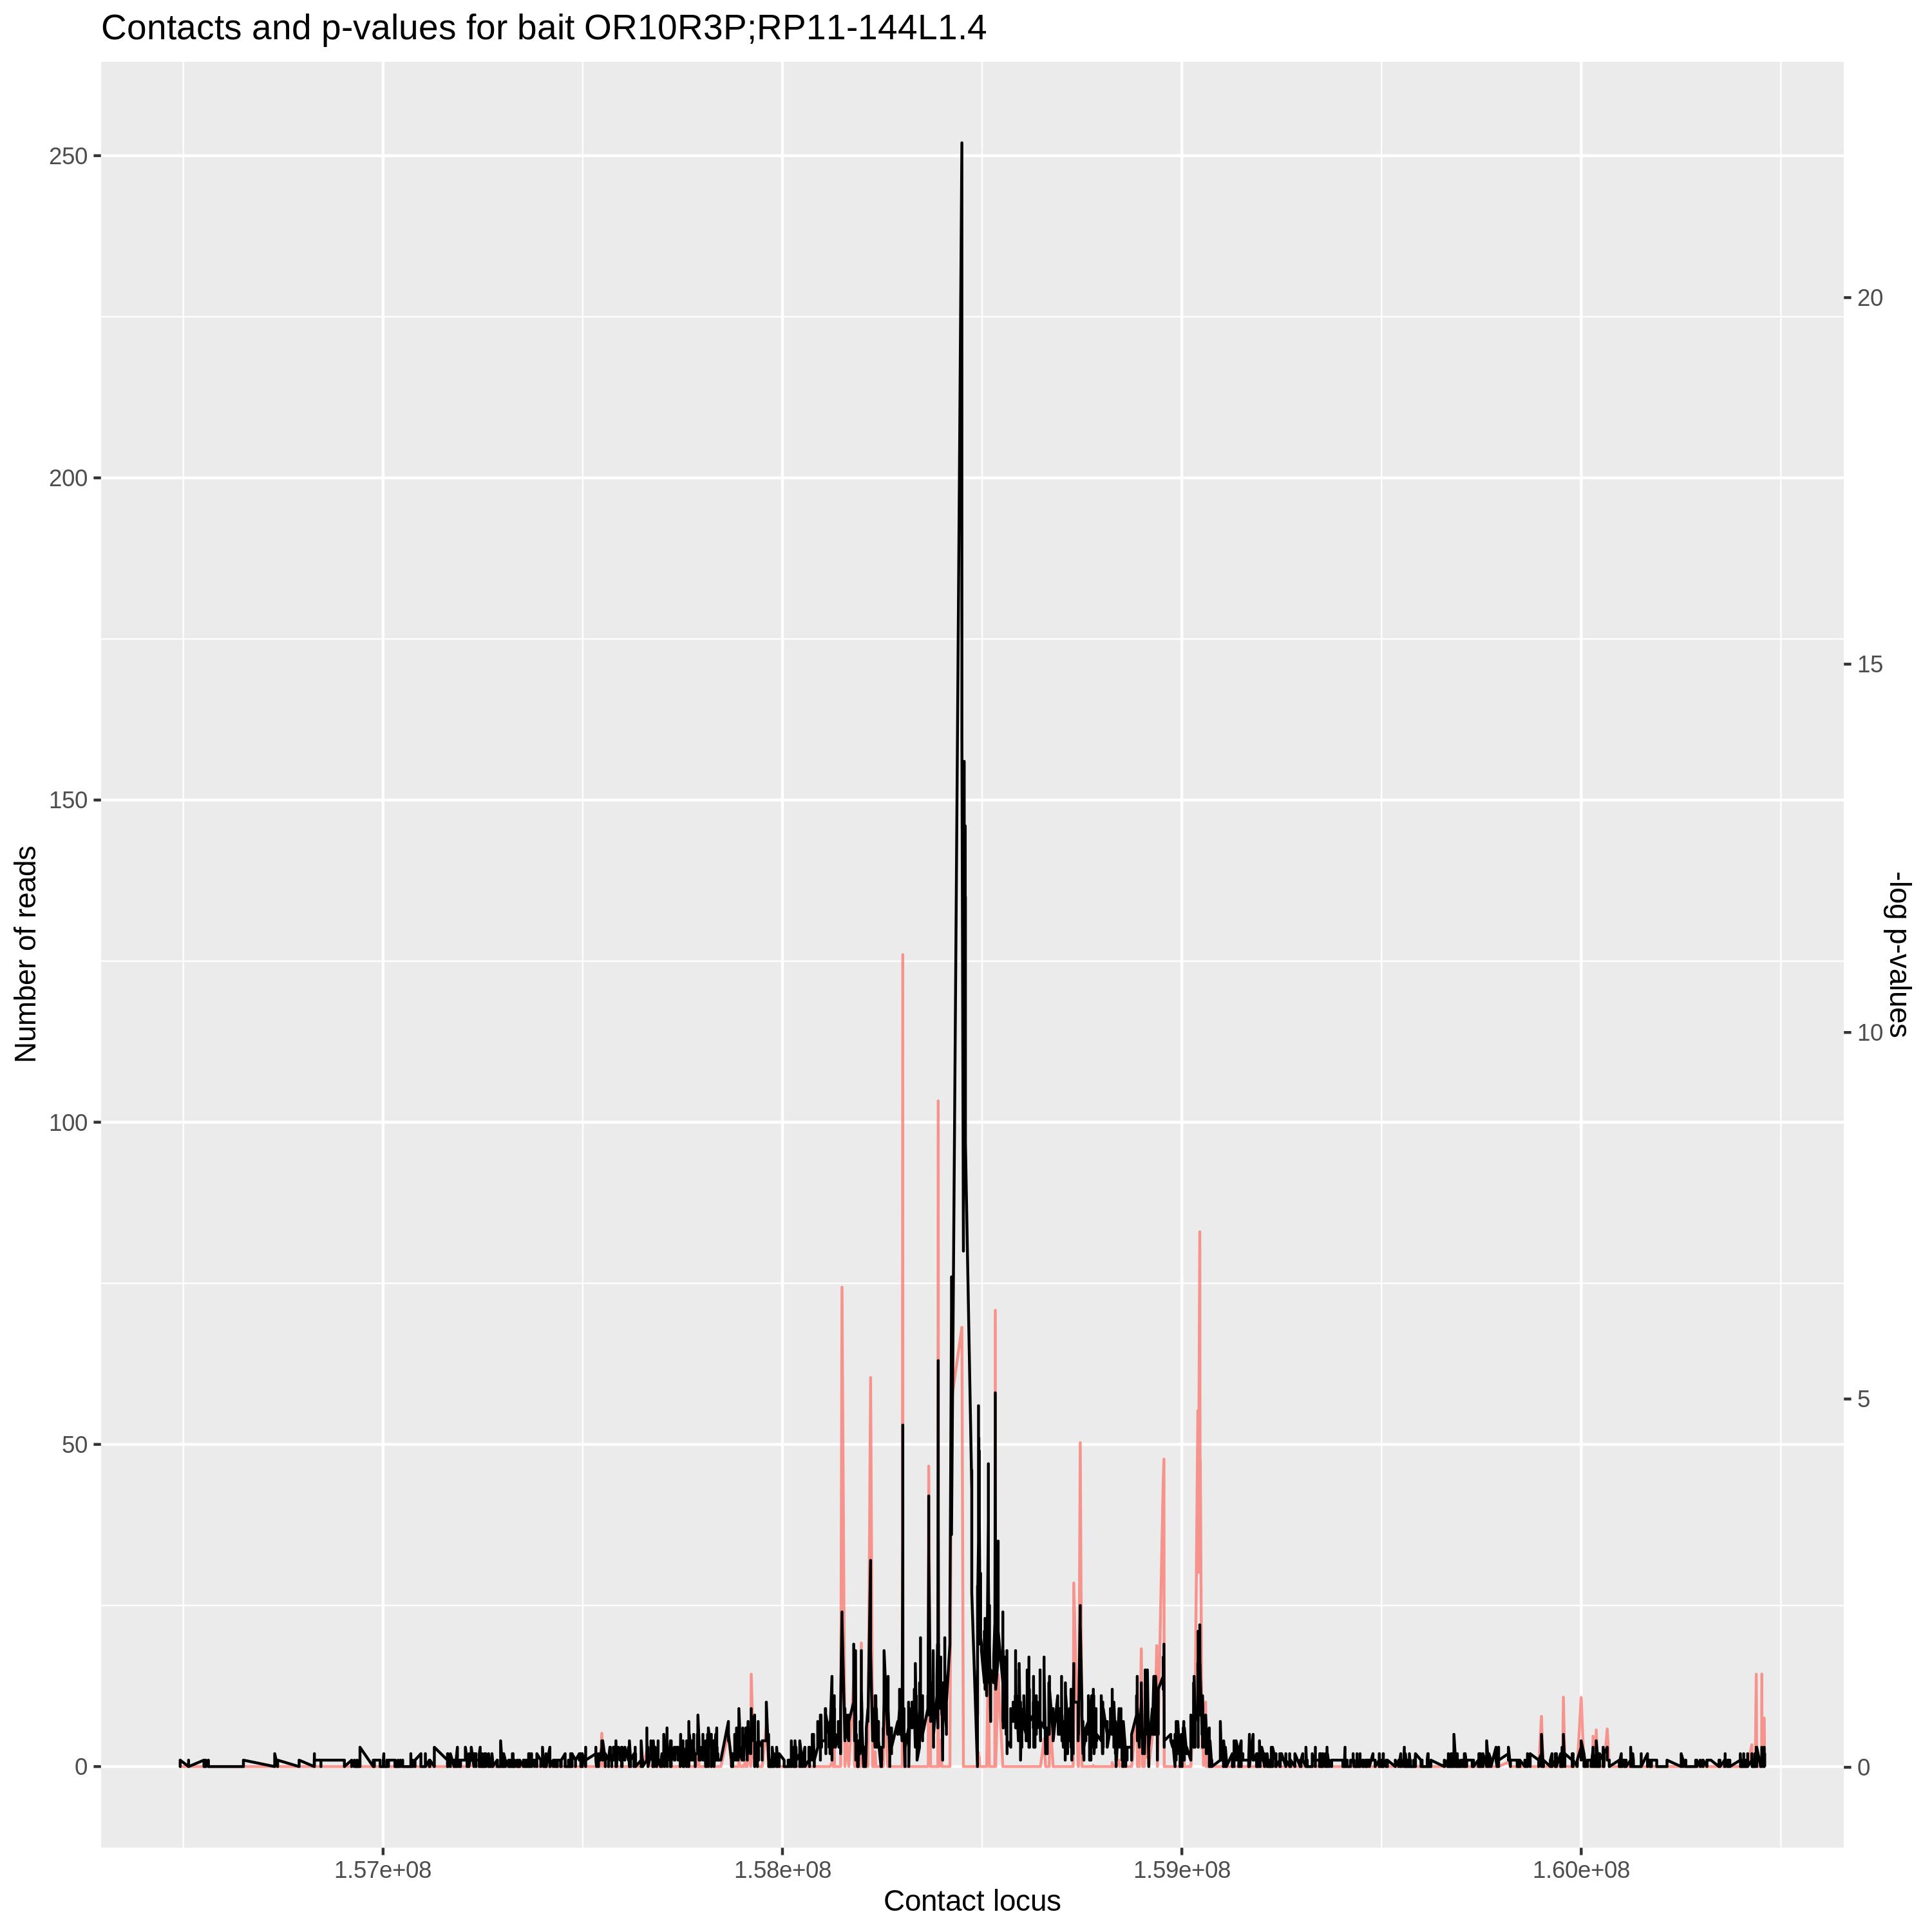 Contacts and p-values for bait OR10R3P;RP11-144L1.4
250
200
150
100
50
0
Number of reads
20
15
10
5
0
-log p-values
1.57e+08
1.58e+08
1.59e+08
1.60e+08
Contact locus